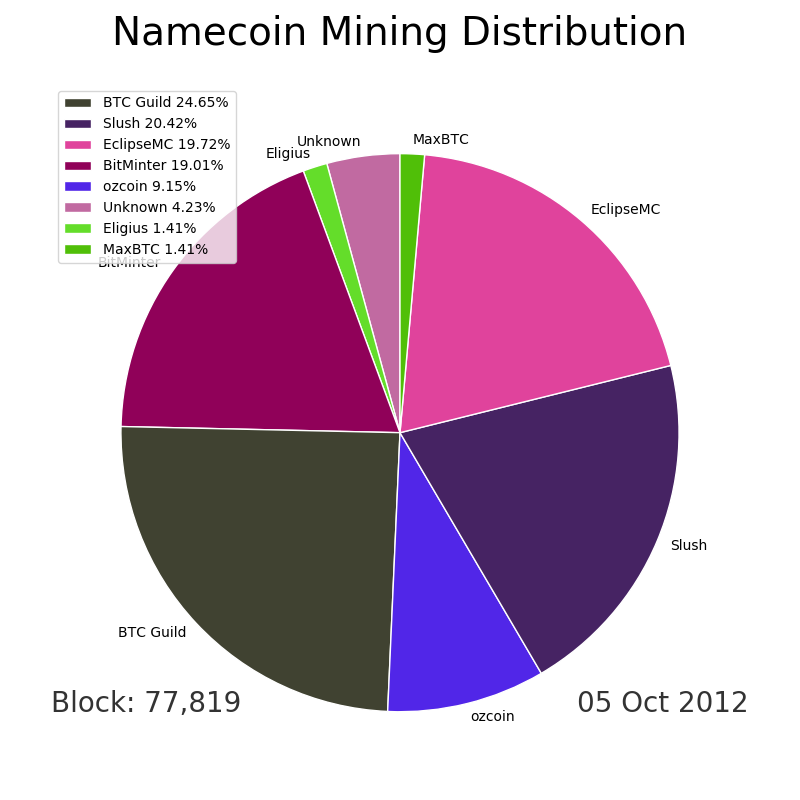 Namecoin Mining Distribution
BTC Guild 24.65%
Slush 20.42%
EclipseMC 19.72%
BitMinter 19.01%
ozcoin 9.15%
Unknown 4.23%
Eligius 1.41%
MaxBTC 1.41%
MaxBTC
Unknown
Eligius
EclipseMC
BitMinter
Slush
BTC Guild
ozcoin
Block: 77,819
05 Oct 2012